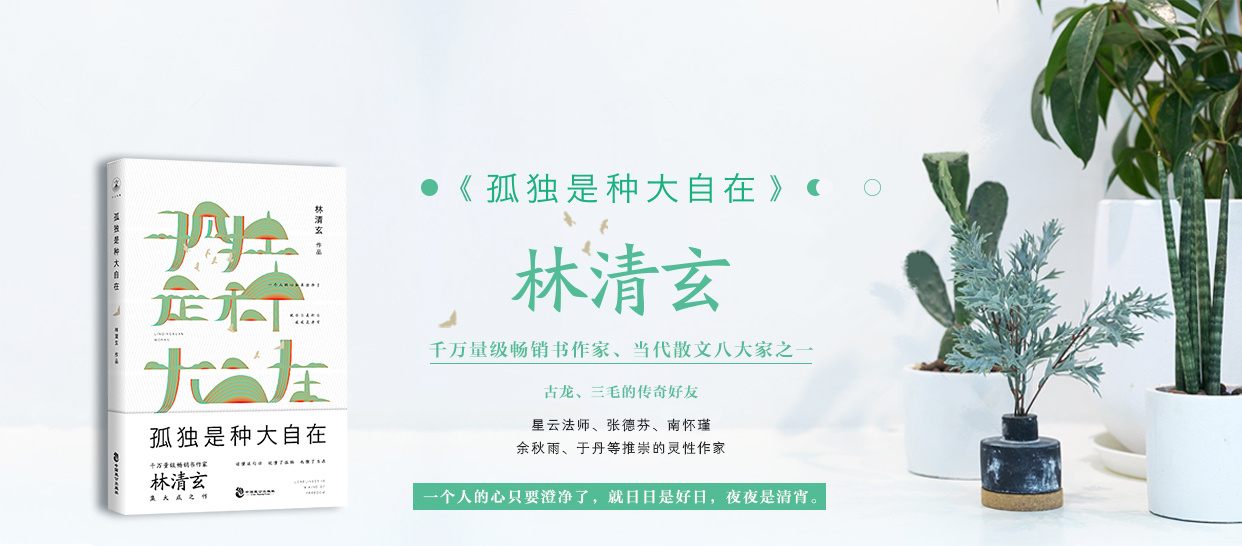 《孤独是种大自在》
林清玄
千万量级畅销书作家、当代散文八大家之一
古龙、三毛的传奇好友
星云法师、张德芬、南怀瑾
余秋雨、于丹等推崇的灵性作家
一个人的心只要澄净了，就日日是好日，夜夜是清宵。
孤独是种大自在
林清玄 作品
孤独是种大自在
林清玄 作品
孤独是种大自在
千万量级畅销书作家
林清玄
集大成之作